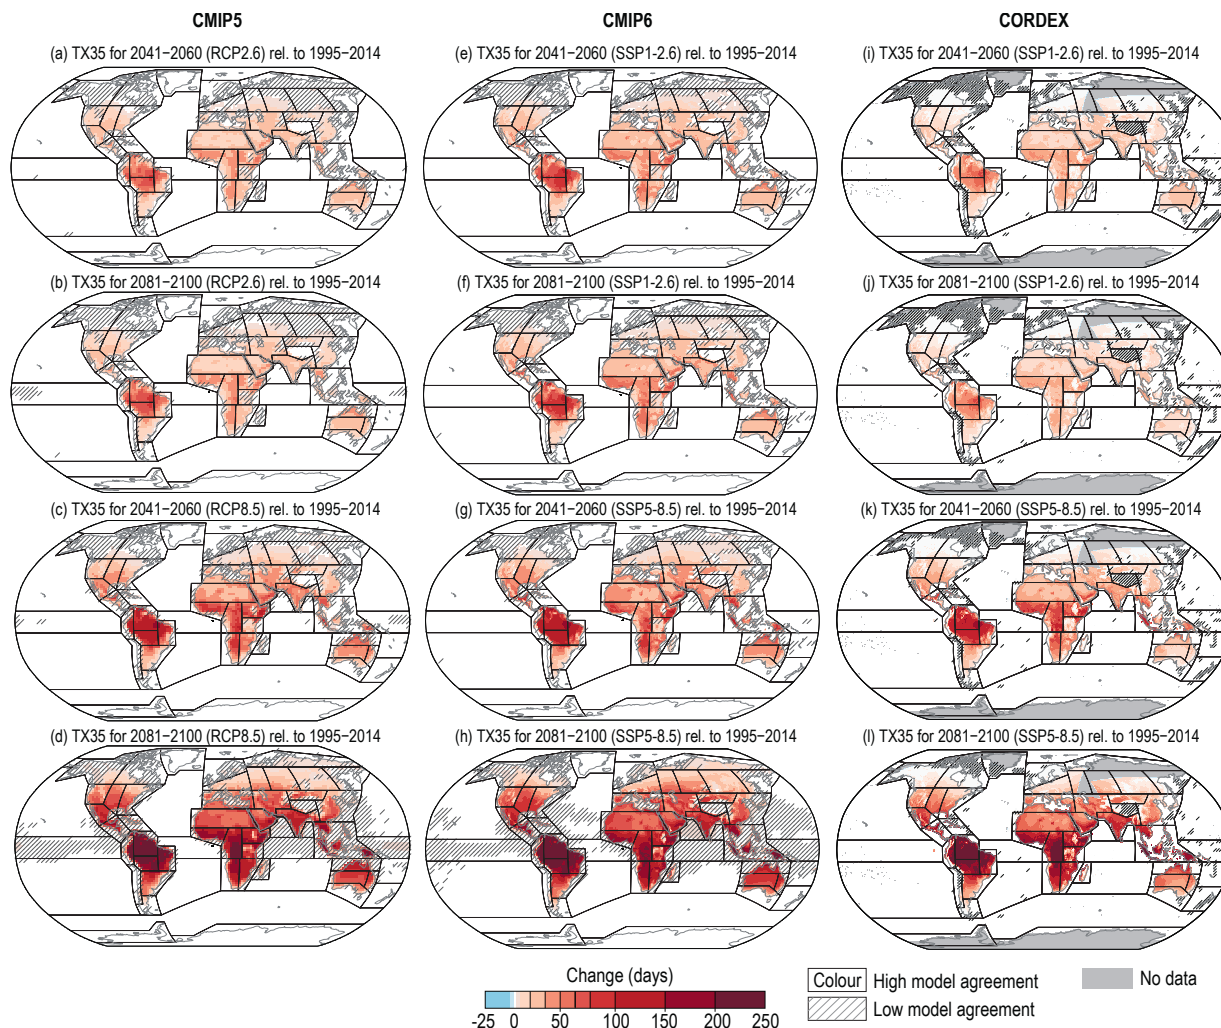 CMIP5
CMIP6
CORDEX
(a) TX35 for 2041−2060 (RCP2.6) rel. to 1995−2014
(e) TX35 for 2041−2060 (SSP1-2.6) rel. to 1995−2014
(i) TX35 for 2041−2060 (SSP1-2.6) rel. to 1995−2014
(b) TX35 for 2081−2100 (RCP2.6) rel. to 1995−2014
(f) TX35 for 2081−2100 (SSP1-2.6) rel. to 1995−2014
(j) TX35 for 2081−2100 (SSP1-2.6) rel. to 1995−2014
(c) TX35 for 2041−2060 (RCP8.5) rel. to 1995−2014
(g) TX35 for 2041−2060 (SSP5-8.5) rel. to 1995−2014
(k) TX35 for 2041−2060 (SSP5-8.5) rel. to 1995−2014
(d) TX35 for 2081−2100 (RCP8.5) rel. to 1995−2014
(h) TX35 for 2081−2100 (SSP5-8.5) rel. to 1995−2014
(l) TX35 for 2081−2100 (SSP5-8.5) rel. to 1995−2014
Change (days)
-25 0 50 100 150 200 250
Colour High model agreement
Low model agreement
No data